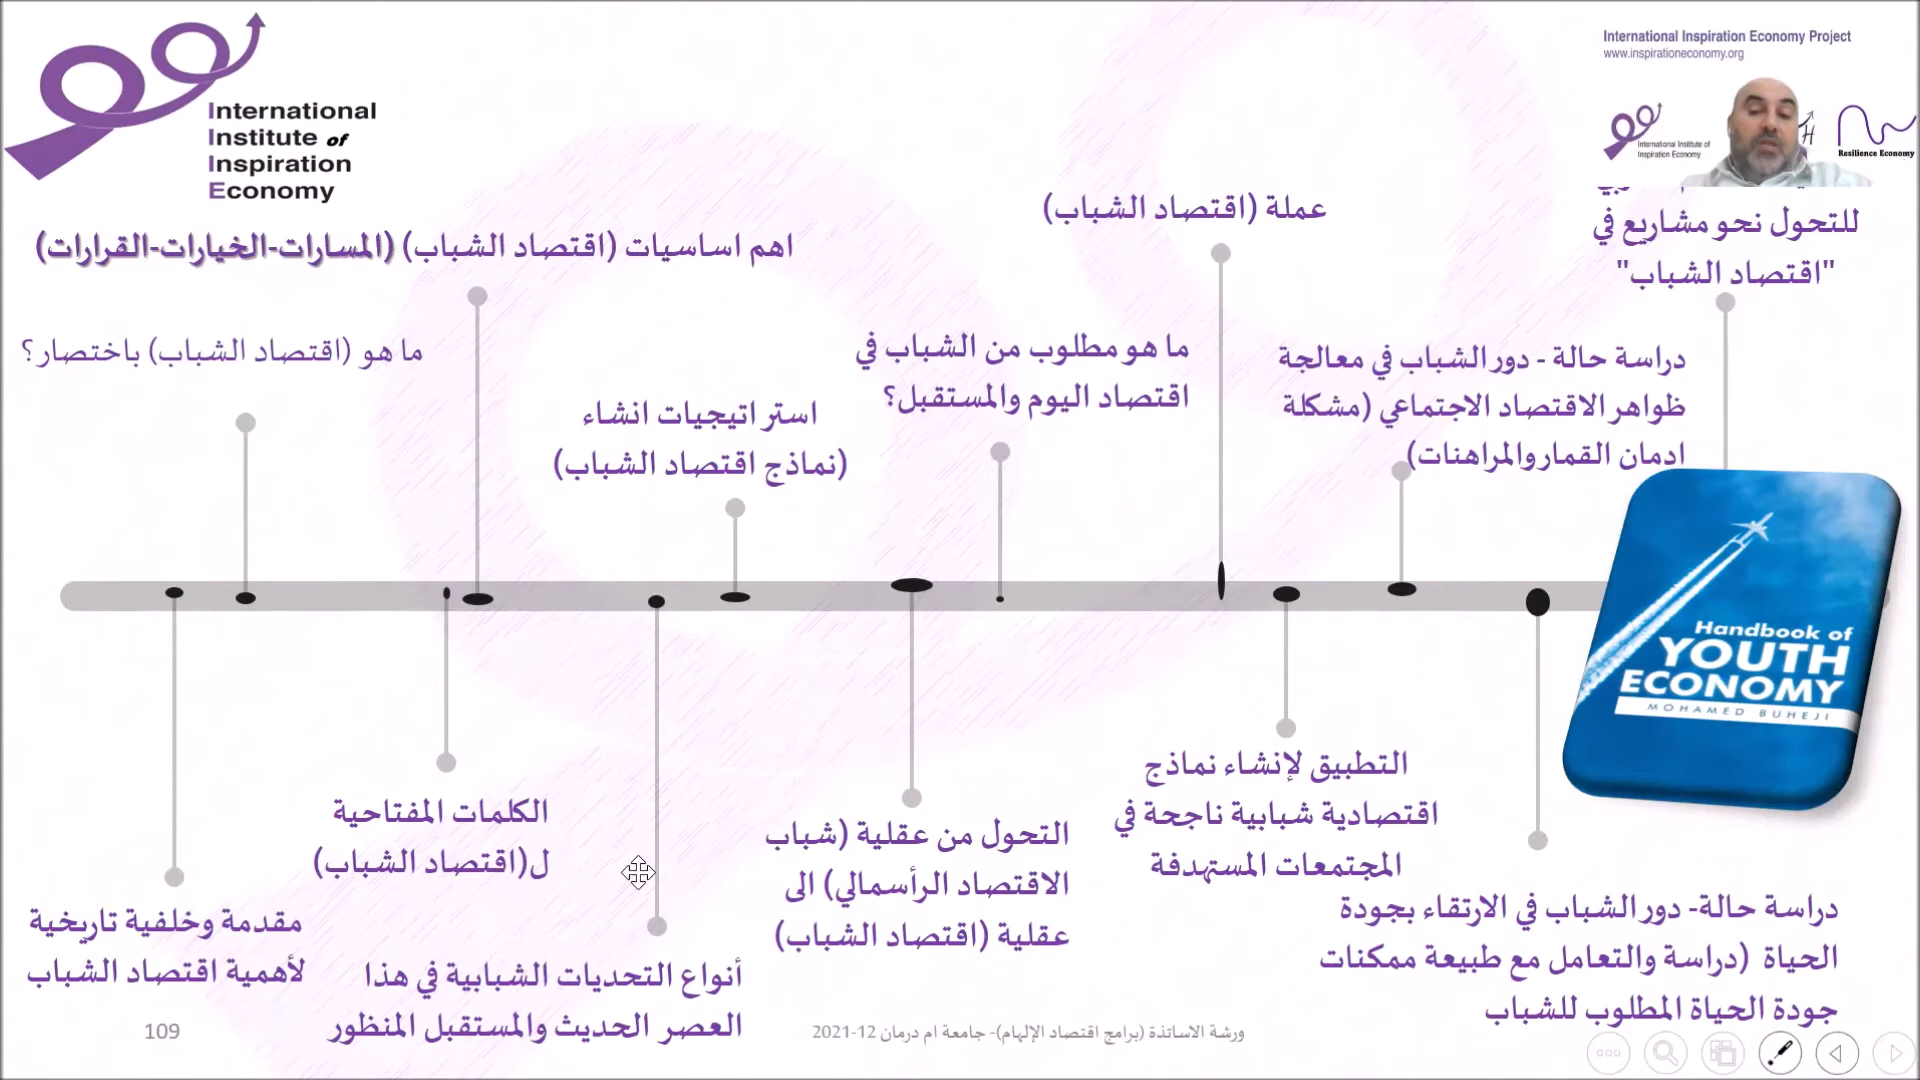 International
Institute of
Inspiration
Economy
International Inspiration Economy Project
www.inspirationeconomy.org
International Institute of
Inspiration Economy
Resilience Economy
للتحول نحو مشاريع في
"اقتصاد الشباب"
عملة (اقتصاد الشباب)
اهم اساسيات (اقتصاد الشباب) (المسارات-الخيارات-القرارات)
ما هو (اقتصاد الشباب) باختصار؟
استراتيجيات انشاء
(نماذج اقتصاد الشباب)
ما هو مطلوب من الشباب في
اقتصاد اليوم والمستقبل؟
دراسة حالة - دور الشباب في معالجة
ظواهر الاقتصاد الاجتماعي (مشكلة
ادمان القمار والمراهنات)
Handbook of
YOUTH
ECONOMY
MOHAMED BUHEJI
مقدمة وخلفية تاريخية
لأهمية اقتصاد الشباب
الكلمات المفتاحية
ل(اقتصاد الشباب)
أنواع التحديات الشبابية في هذا
العصر الحديث والمستقبل المنظور
التحول من عقلية (شباب
الاقتصاد الرأسمالي) الى
عقلية (اقتصاد الشباب)
التطبيق لإنشاء نماذج
اقتصادية شبابية ناجحة في
المجتمعات المستهدفة
دراسة حالة- دور الشباب في الارتقاء بجودة
الحياة (دراسة والتعامل مع طبيعة ممكنات
جودة الحياة المطلوب للشباب
109
ورشة الاساتذة (برامج اقتصاد الإلهام)- جامعة ام درمان 12-2021